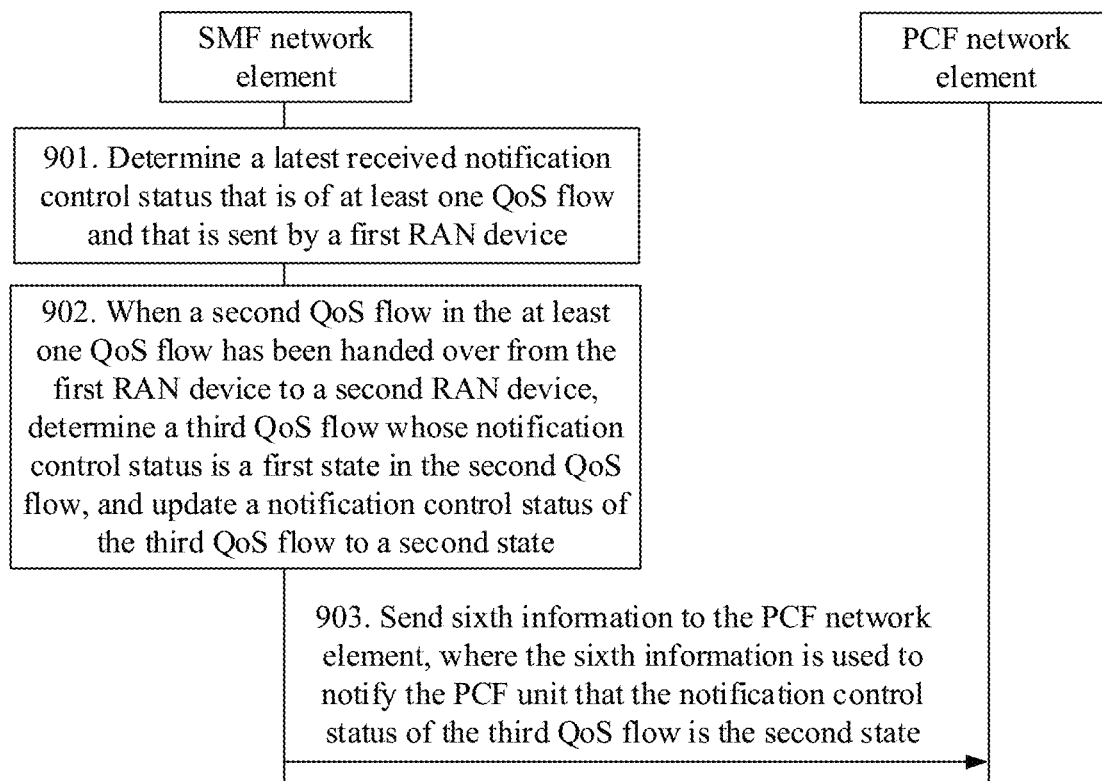 SMF network
element
PCF network
element
901. Determine a latest received notification
control status that is of at least one QoS flow
and that is sent by a first RAN device
902. When a second QoS flow in the at least
one QoS flow has been handed over from the
first RAN device to a second RAN device,
determine a third QoS flow whose notification
control status is a first state in the second QoS
flow, and update a notification control status of
the third QoS flow to a second state
903. Send sixth information to the PCF network
element, where the sixth information is used to
notify the PCF unit that the notification control
status of the third QoS flow is the second state